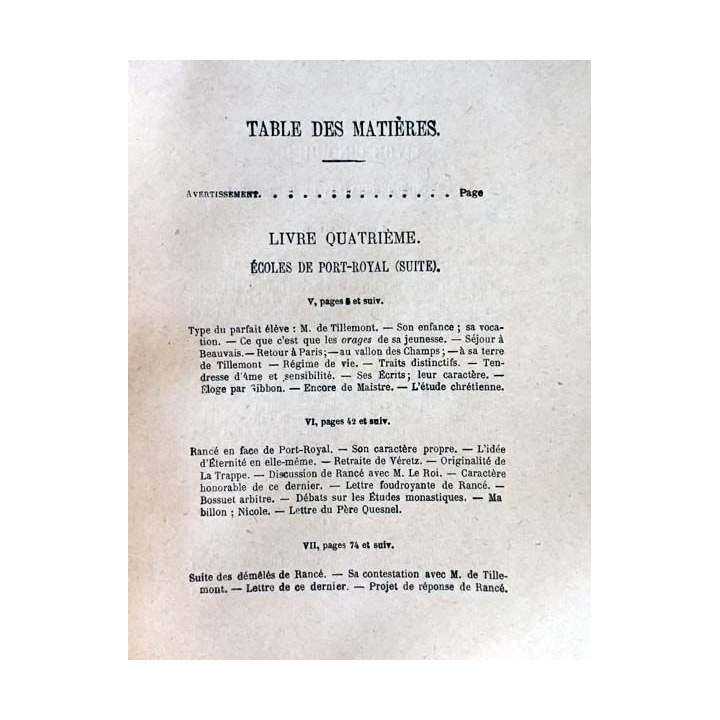 TABLE DES MATIÈRES.
AVERTISSEMENT. . . . . . . . . . . . . . Page
LIVRE QUATRIÈME.
ÉCOLES DE PORT-ROYAL (SUITE).
V, pages 5 et suiv.
Type du parfait élève : M. de Tillemont. — Son enfance ; sa voca-
tion. — Ce que c'est que les orages de sa jeunesse. — Séjour à
Beauvais. — Retour à Paris; — au vallon des Champs ; — à sa terre
de Tillemont — Régime de vie. — Traits distinctifs. — Ten-
dresse d'âme et sensibilité. — Ses Écrits ; leur caractère. —
Éloge par Gibbon. — Encore de Maistre. — L'étude chrétienne.
VI, pages 42 et suiv.
Rancé en face de Port-Royal. — Son caractère propre. — L'idée
d'Éternité en elle-même. — Retraite de Véretz. — Originalité de
La Trappe. — Discussion de Rancé avec M. Le Roi. — Caractère
honorable de ce dernier. — Lettre foudroyante de Rancé. —
Bossuet arbitre. — Débats sur les Études monastiques. — Ma
billon ; Nicole. — Lettre du Père Quesnel.
VII, pages 74 et suiv.
Suite des démêlés de Rancé. — Sa contestation avec M. de Tille-
mont. — Lettre de ce dernier. — Projet de réponse de Rancé.